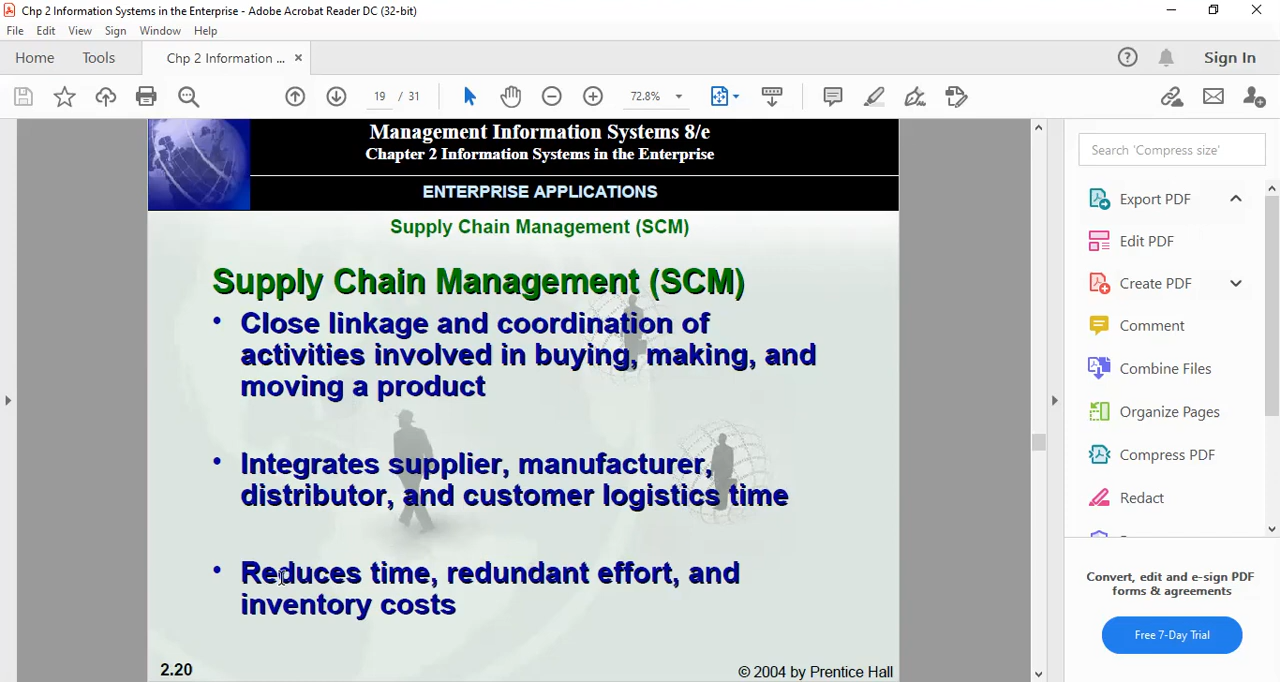 Chp 2 Information Systems in the Enterprise - Adobe Acrobat Reader DC (32-bit)
File Edit View Sign Window Help
Home Tools Chp 2 Information ... × Sign In
19 / 31 72.8%
Management Information Systems 8/e
Chapter 2 Information Systems in the Enterprise
ENTERPRISE APPLICATIONS
Supply Chain Management (SCM)
Supply Chain Management (SCM)
• Close linkage and coordination of
activities involved in buying, making, and
moving a product
• Integrates supplier, manufacturer,
distributor, and customer logistics time
• Reduces time, redundant effort, and
inventory costs
2.20 © 2004 by Prentice Hall
Search 'Compress size'
Export PDF
Edit PDF
Create PDF
Comment
Combine Files
Organize Pages
Compress PDF
Redact
Convert, edit and e-sign PDF
forms & agreements
Free 7-Day Trial